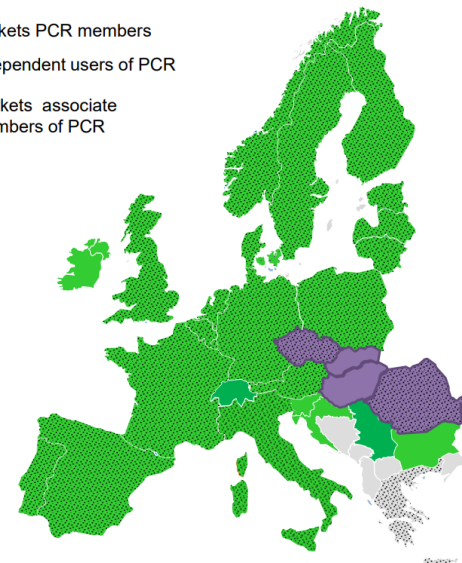 kets PCR members
ependent users of PCR
kets associate
mbers of PCR